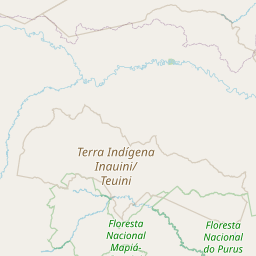 Terra Indígena
Inauini/
Teuini
Floresta
Nacional
Mapiá-
Floresta
Nacional
do Purus